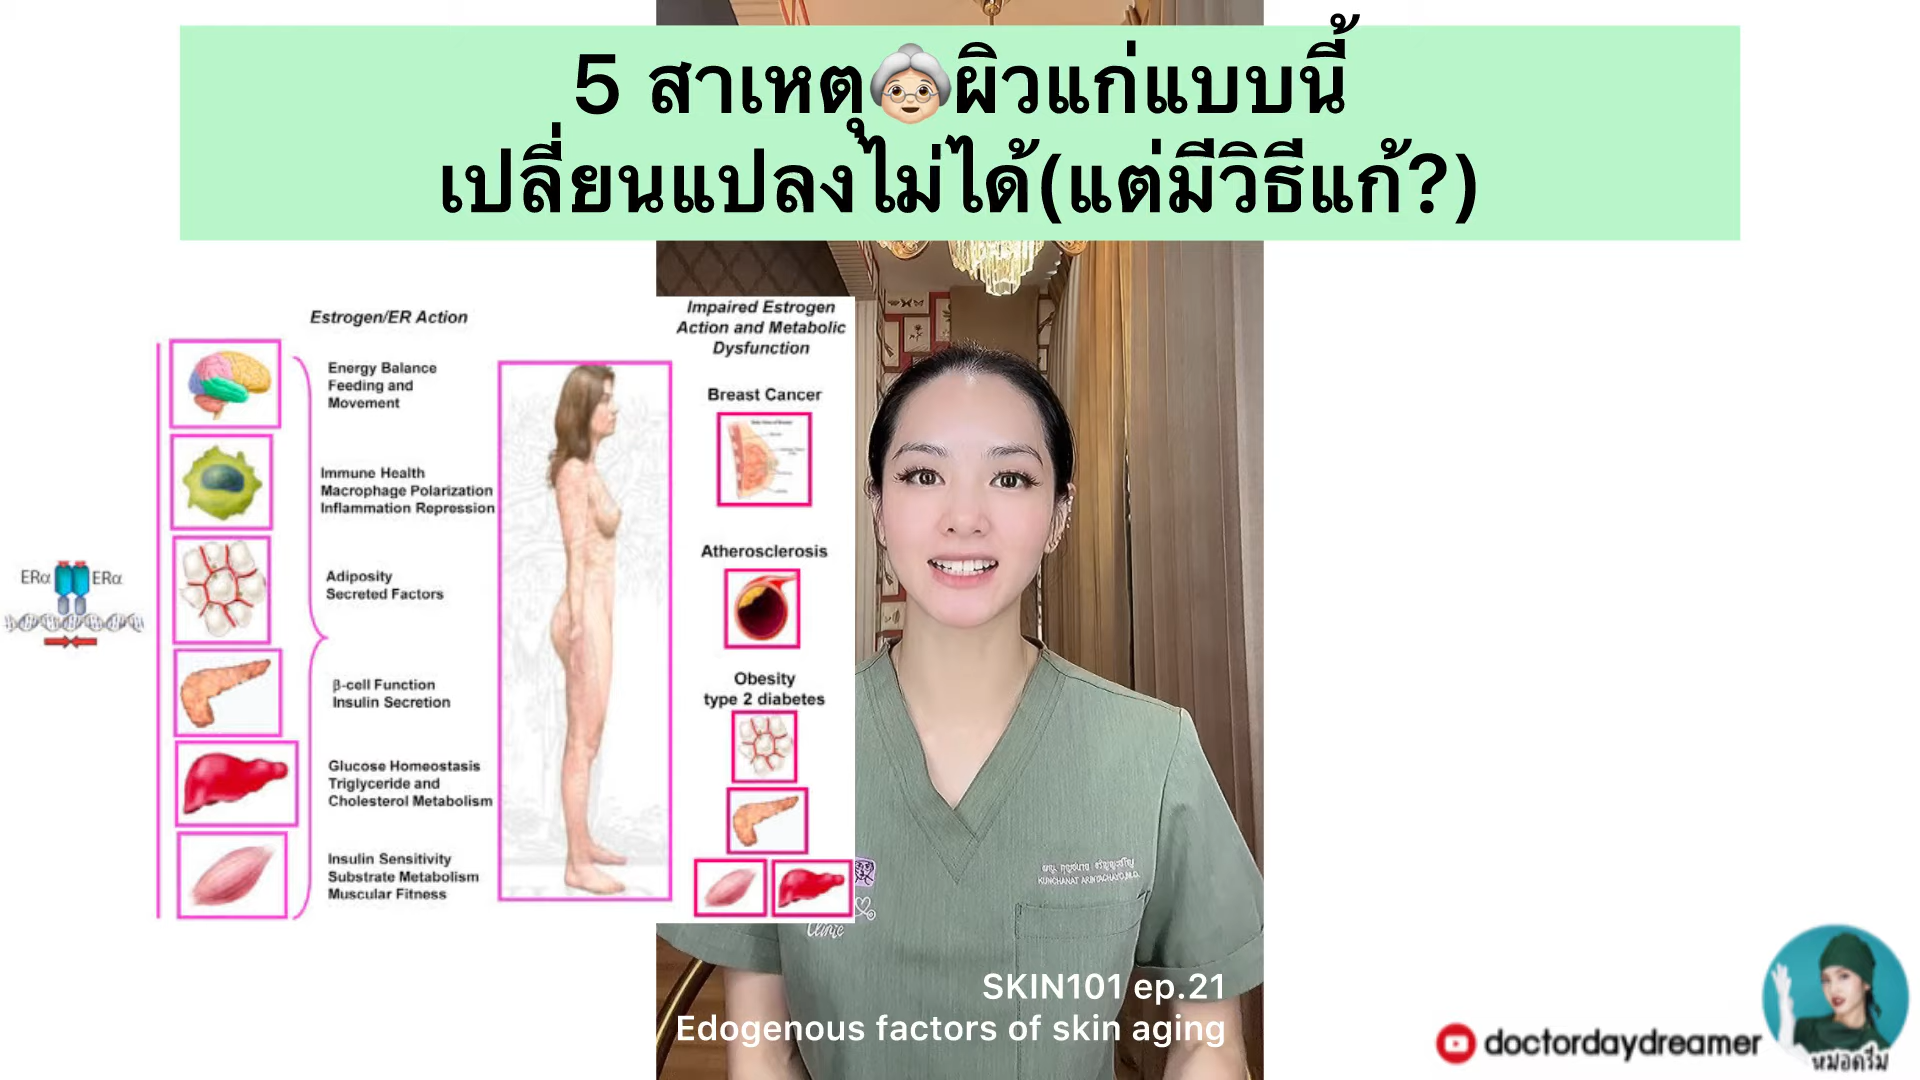 5 สาเหตุ👵🏻ผิวแก่แบบนี้
เปลี่ยนแปลงไม่ได้(แต่มีวิธีแก้?)
Estrogen/ER Action
Energy Balance
Feeding and
Movement
Immune Health
Macrophage Polarization
Inflammation Repression
ERα ERα
Adiposity
Secreted Factors
β-cell Function
Insulin Secretion
Glucose Homeostasis
Triglyceride and
Cholesterol Metabolism
Insulin Sensitivity
Substrate Metabolism
Muscular Fitness
Impaired Estrogen
Action and Metabolic
Dysfunction
Breast Cancer
Atherosclerosis
Obesity
type 2 diabetes
KUNCHANAT ARINTACHAYO, M.D.
Clinic
SKIN101 ep.21
Edogenous factors of skin aging
doctordaydreamer
หมอดรีม